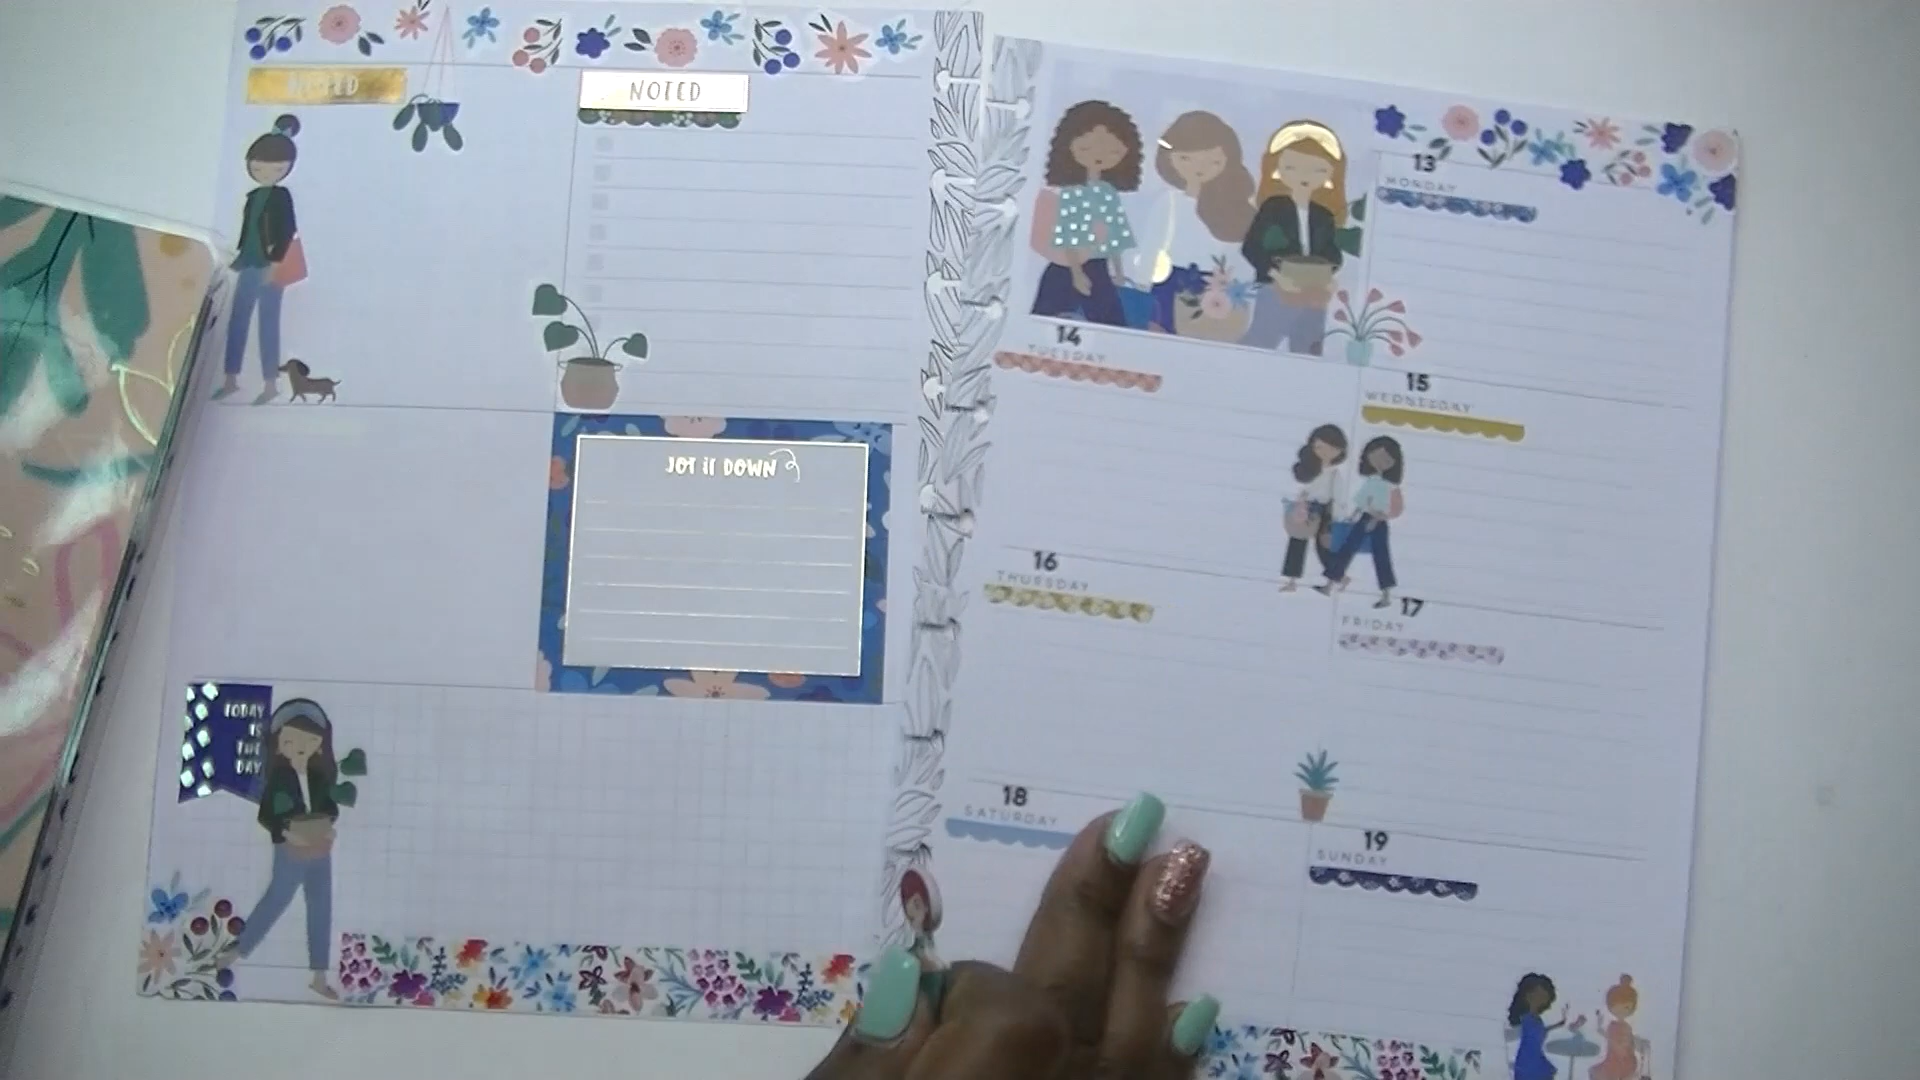 NOTED
NOTED
JOT it DOWN
TODAY
IS
THE
DAY
13
MONDAY
14
TUESDAY
15
WEDNESDAY
16
THURSDAY
17
FRIDAY
18
SATURDAY
19
SUNDAY